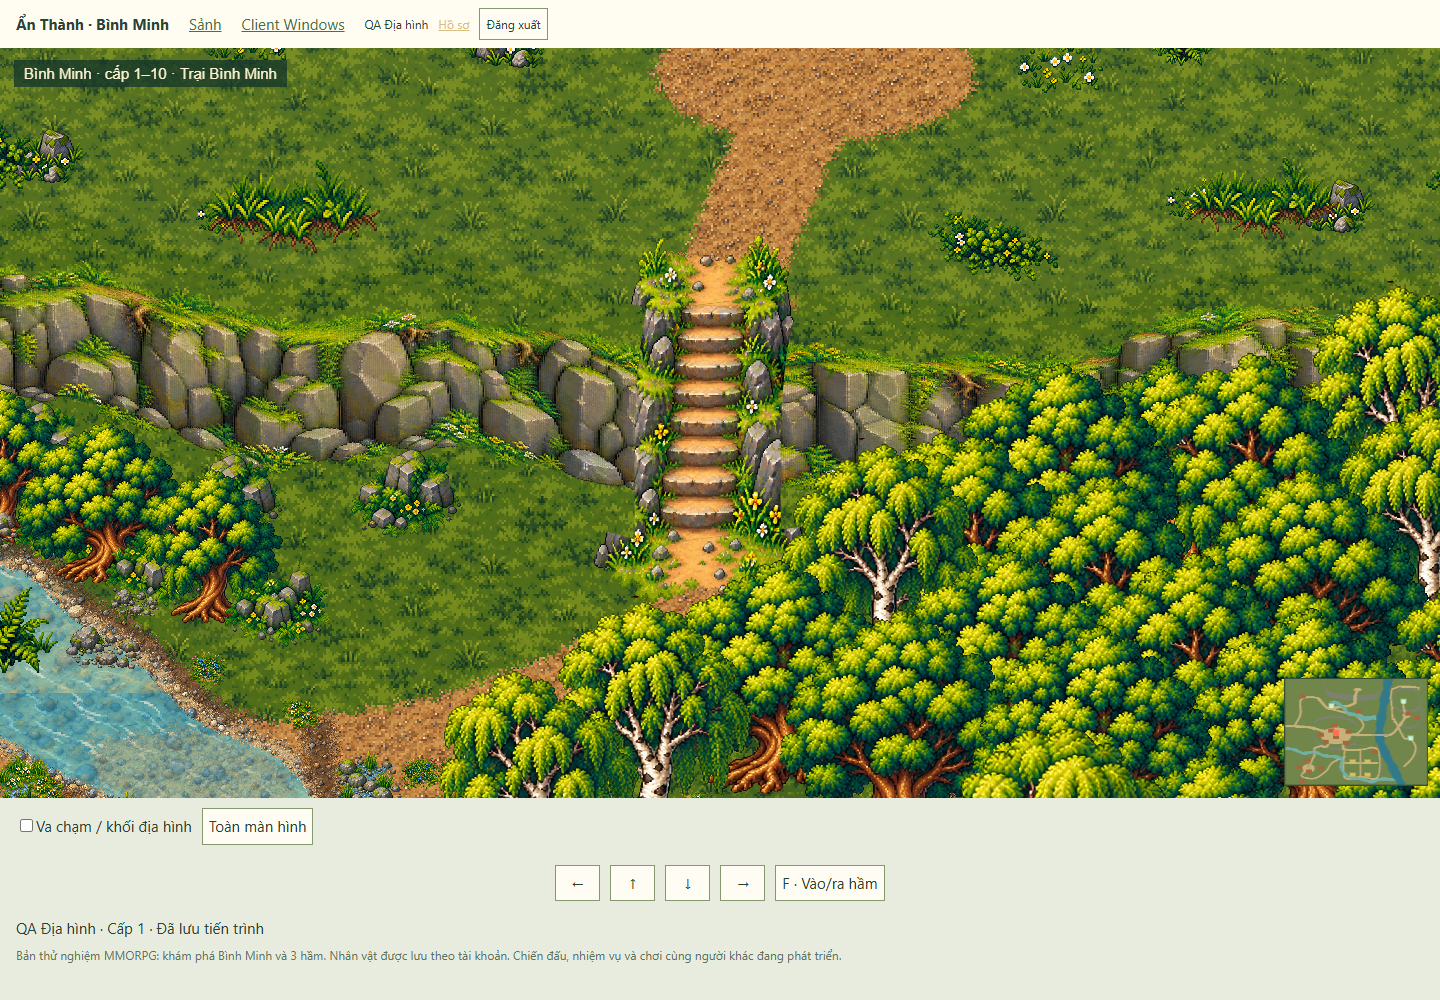 Ẩn Thành · Bình Minh Sảnh Client Windows QA Địa hình Hồ sơ Đăng xuất
Bình Minh · cấp 1–10 · Trại Bình Minh
Va chạm / khối địa hình Toàn màn hình
← ↑ ↓ → F · Vào/ra hầm
QA Địa hình · Cấp 1 · Đã lưu tiến trình
Bản thử nghiệm MMORPG: khám phá Bình Minh và 3 hầm. Nhân vật được lưu theo tài khoản. Chiến đấu, nhiệm vụ và chơi cùng người khác đang phát triển.